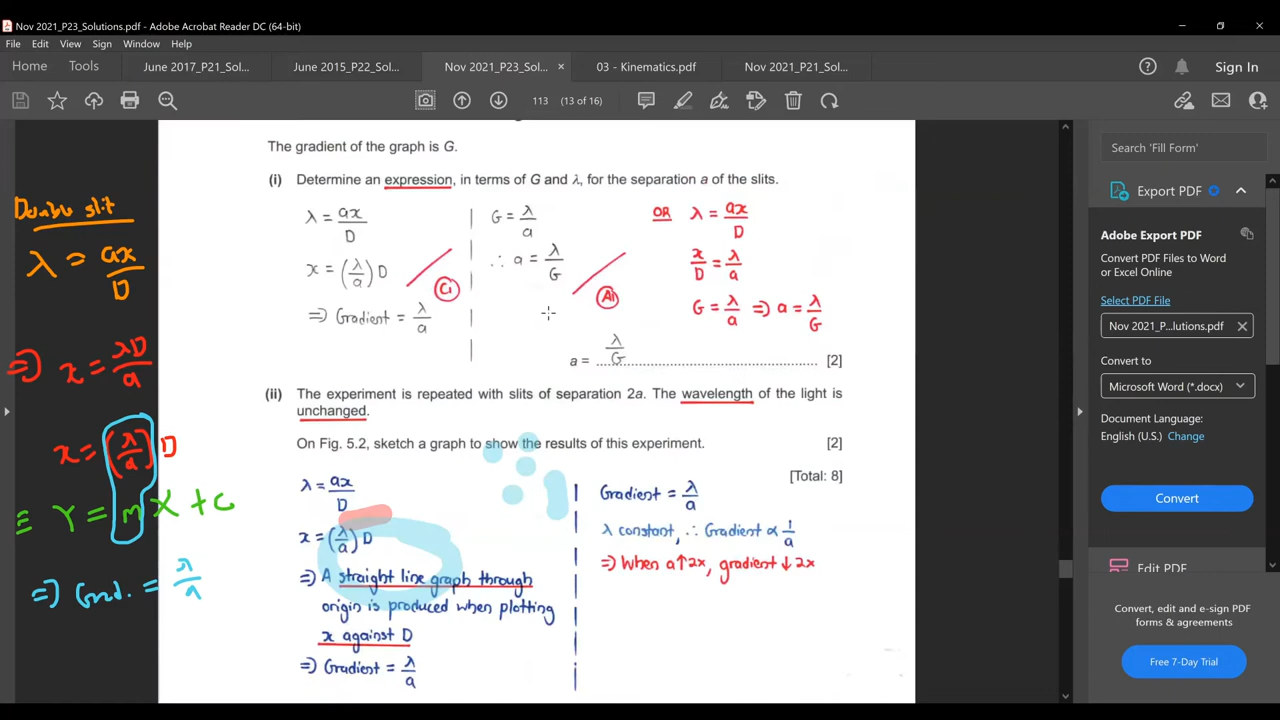 Nov 2021_P23_Solutions.pdf - Adobe Acrobat Reader DC (64-bit)
File Edit View Sign Window Help
Home Tools June 2017_P21_Sol... June 2015_P22_Sol... Nov 2021_P23_Sol... × 03 - Kinematics.pdf Nov 2021_P21_Sol... Sign In
113 (13 of 16)
The gradient of the graph is G.
(i) Determine an expression, in terms of G and λ, for the separation a of the slits.
λ = ax/D
x = (λ/a) D
⇒ Gradient = λ/a
C1
G = λ/a
∴ a = λ/G
A1
OR λ = ax/D
x/D = λ/a
G = λ/a ⇒ a = λ/G
a = λ/G [2]
(ii) The experiment is repeated with slits of separation 2a. The wavelength of the light is
unchanged.
On Fig. 5.2, sketch a graph to show the results of this experiment. [2]
[Total: 8]
λ = ax/D
x = (λ/a) D
⇒ A straight line graph through
origin is produced when plotting
x against D
⇒ Gradient = λ/a
Gradient = λ/a
λ constant, ∴ Gradient ∝ 1/a
⇒ When a↑2x, gradient ↓2x
Double slit
λ = ax/D
⇒ x = λD/a
x = (λ/a) D
≡ Y = mX + C
⇒ Grad. = λ/a
Search 'Fill Form'
Export PDF
Adobe Export PDF
Convert PDF Files to Word
or Excel Online
Select PDF File
Nov 2021_P...lutions.pdf ×
Convert to
Microsoft Word (*.docx)
Document Language:
English (U.S.) Change
Convert
Edit PDF
Convert, edit and e-sign PDF
forms & agreements
Free 7-Day Trial